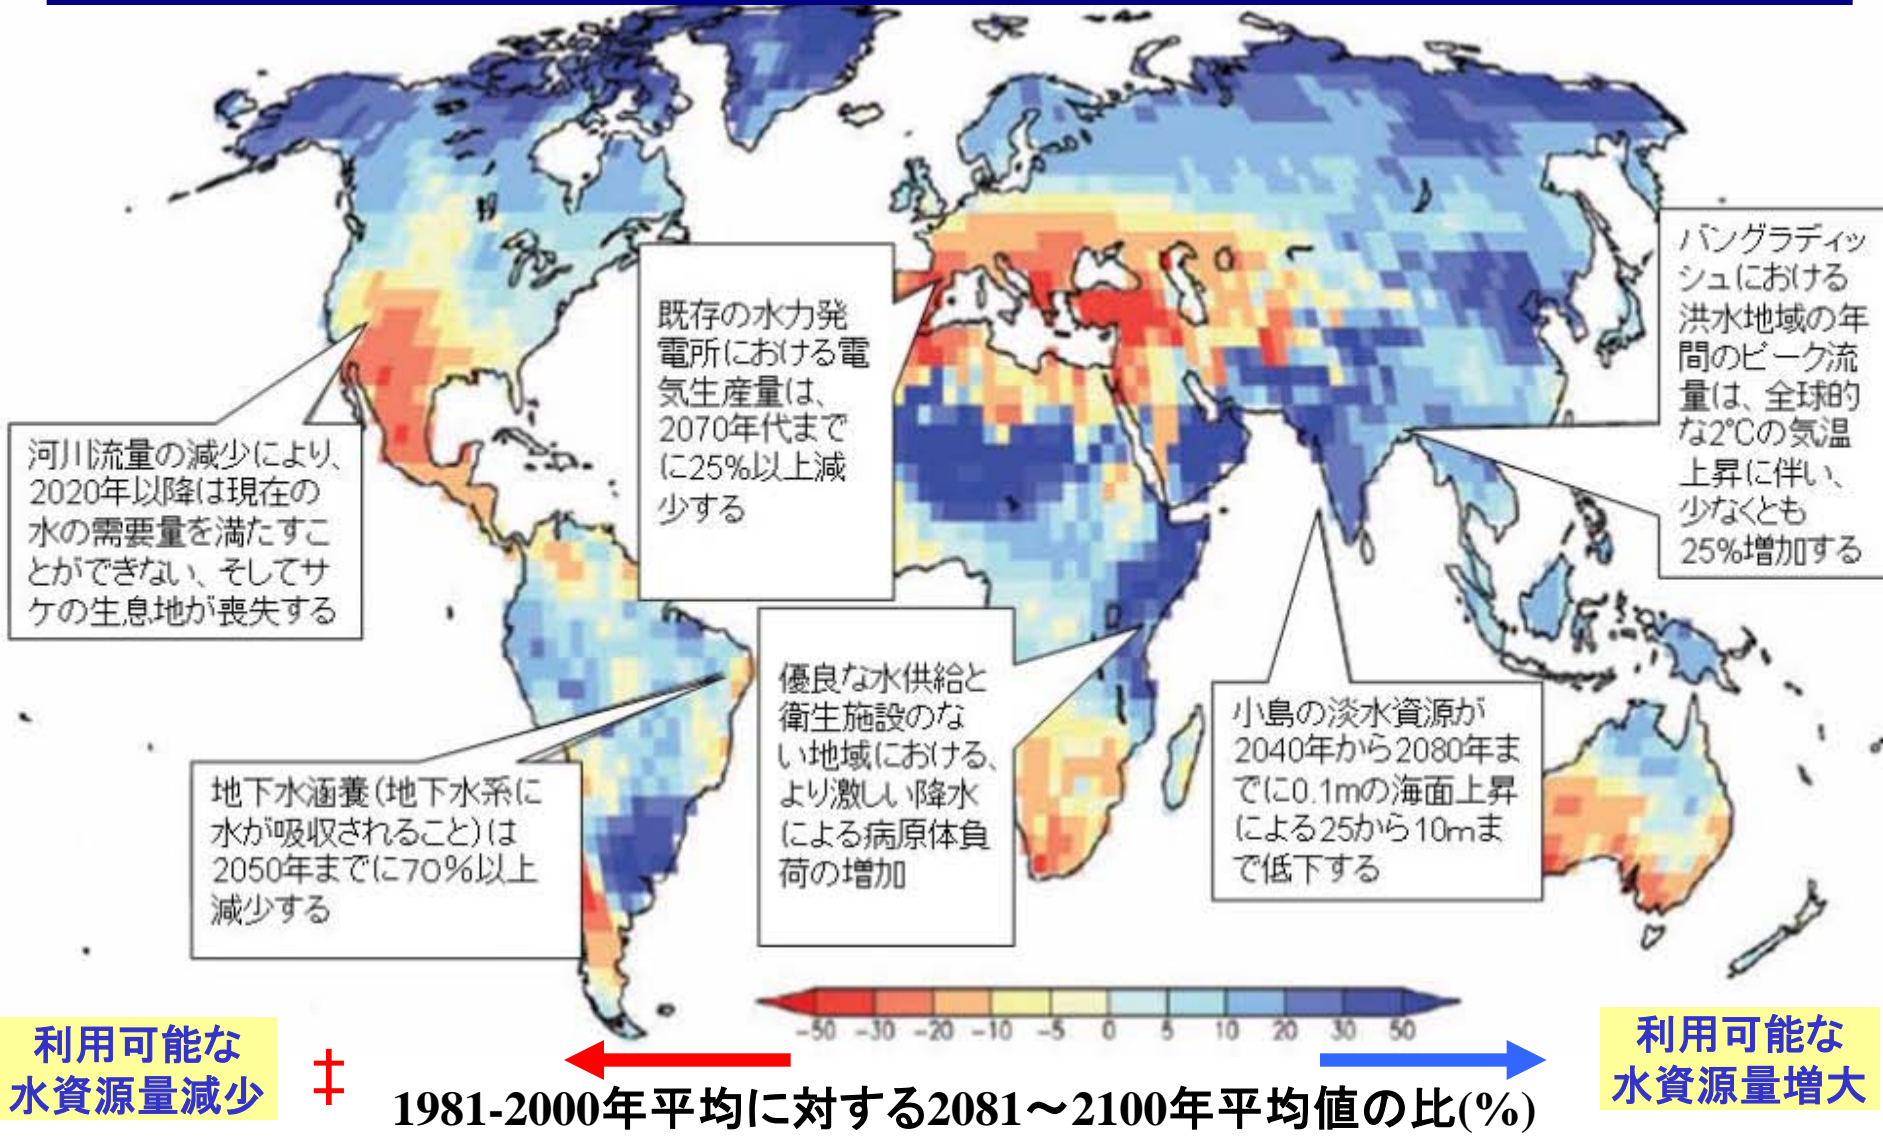 バングラディッ
シュにおける
洪水地域の年
間のピーク流
量は、全球的
な2℃の気温
上昇に伴い、
少なくとも
25%増加する
既存の水力発
電所における電
気生産量は、
2070年代まで
に25%以上減
少する
河川流量の減少により、
2020年以降は現在の
水の需要量を満たすこ
とができない、そしてサ
ケの生息地が喪失する
優良な水供給と
衛生施設のな
い地域における、
より激しい降水
による病原体負
荷の増加
小島の淡水資源が
2040年から2080年ま
でに0.1mの海面上昇
による25から10mま
で低下する
地下水涵養(地下水系に
水が吸収されること)は
2050年までに70%以上
減少する
-50 -30 -20 -10 -5 0 5 10 20 30 50
利用可能な
水資源量減少
‡
利用可能な
水資源量増大
1981-2000年平均に対する2081～2100年平均値の比(%)